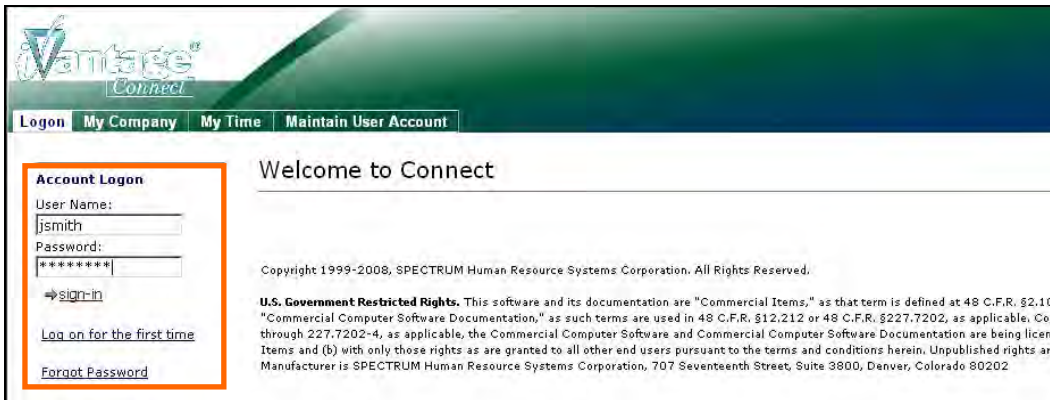 iVantage®
Connect
Logon My Company My Time Maintain User Account
Account Logon
User Name:
jsmith
Password:
********
⇒sign-in
Log on for the first time
Forgot Password
Welcome to Connect
Copyright 1999-2008, SPECTRUM Human Resource Systems Corporation. All Rights Reserved.
U.S. Government Restricted Rights. This software and its documentation are "Commercial Items," as that term is defined at 48 C.F.R. §2.10
"Commercial Computer Software Documentation," as such terms are used in 48 C.F.R. §12.212 or 48 C.F.R. §227.7202, as applicable. Co
through 227.7202-4, as applicable, the Commercial Computer Software and Commercial Computer Software Documentation are being licen
Items and (b) with only those rights as are granted to all other end users pursuant to the terms and conditions herein. Unpublished rights ar
Manufacturer is SPECTRUM Human Resource Systems Corporation, 707 Seventeenth Street, Suite 3800, Denver, Colorado 80202